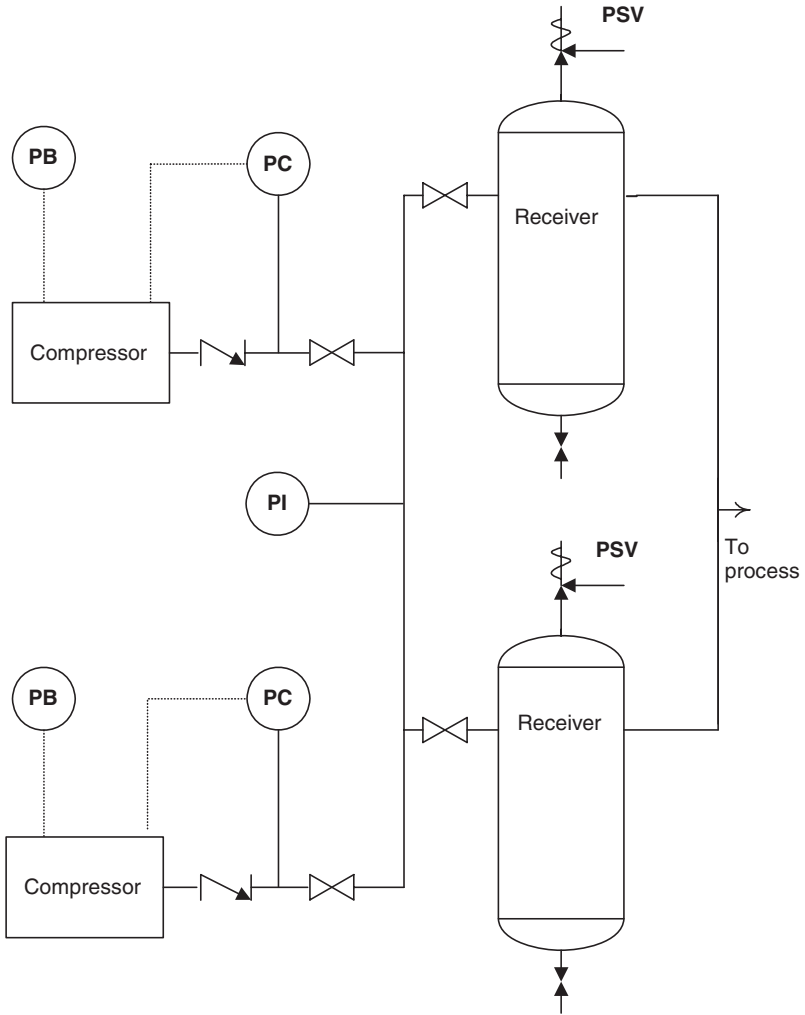 PSV
PB
PC
Receiver
Compressor
PI
To
process
PSV
PB
PC
Receiver
Compressor